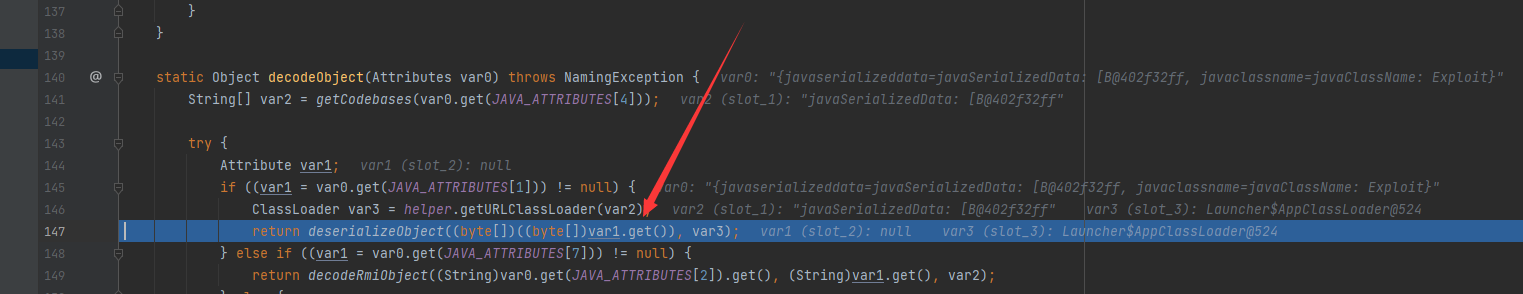 137 }
138 }
139
140 @ static Object decodeObject(Attributes var0) throws NamingException { var0: "{javaserializeddata=javaSerializedData: [B@402f32ff, javaclassname=javaClassName: Exploit}"
141 String[] var2 = getCodebases(var0.get(JAVA_ATTRIBUTES[4])); var2 (slot_1): "javaSerializedData: [B@402f32ff"
142
143 try {
144 Attribute var1; var1 (slot_2): null
145 if ((var1 = var0.get(JAVA_ATTRIBUTES[1])) != null) { var0: "{javaserializeddata=javaSerializedData: [B@402f32ff, javaclassname=javaClassName: Exploit}"
146 ClassLoader var3 = helper.getURLClassLoader(var2); var2 (slot_1): "javaSerializedData: [B@402f32ff" var3 (slot_3): Launcher$AppClassLoader@524
147 return deserializeObject((byte[])((byte[])var1.get()), var3); var1 (slot_2): null var3 (slot_3): Launcher$AppClassLoader@524
148 } else if ((var1 = var0.get(JAVA_ATTRIBUTES[7])) != null) {
149 return decodeRmiObject((String)var0.get(JAVA_ATTRIBUTES[2]).get(), (String)var1.get(), var2);